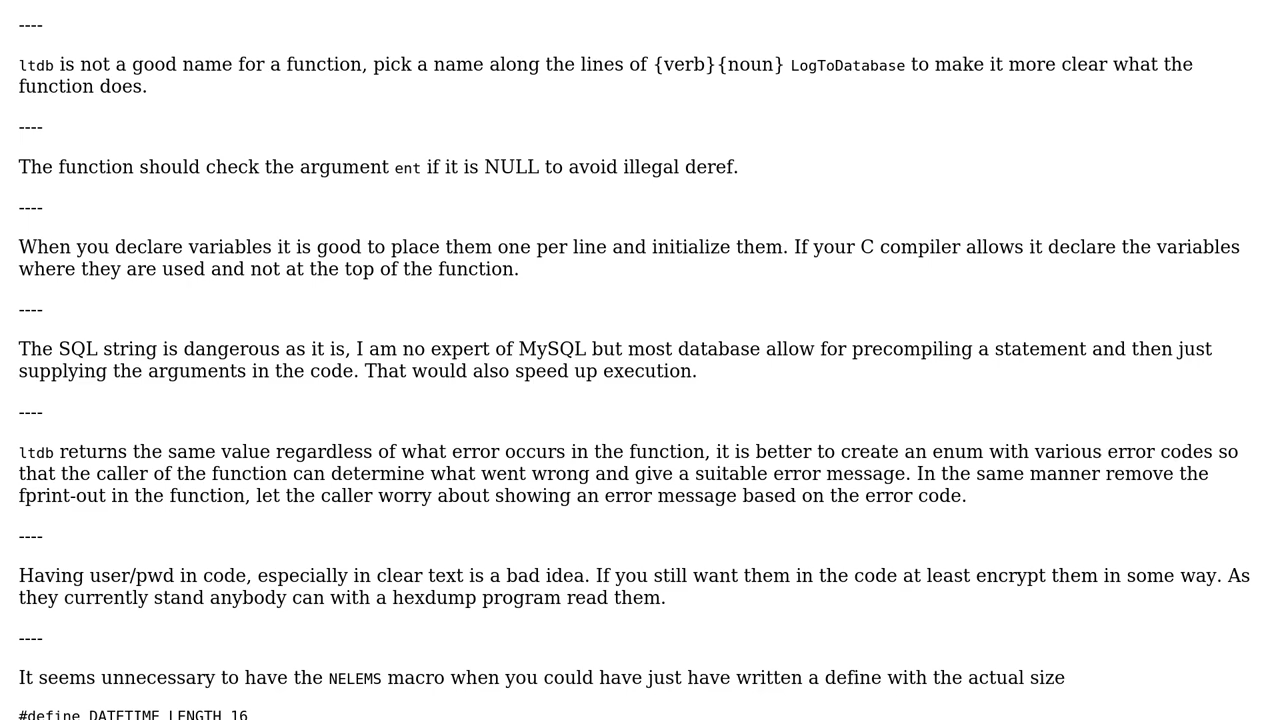 ----
ltdb is not a good name for a function, pick a name along the lines of {verb}{noun} LogToDatabase to make it more clear what the
function does.
----
The function should check the argument ent if it is NULL to avoid illegal deref.
----
When you declare variables it is good to place them one per line and initialize them. If your C compiler allows it declare the variables
where they are used and not at the top of the function.
----
The SQL string is dangerous as it is, I am no expert of MySQL but most database allow for precompiling a statement and then just
supplying the arguments in the code. That would also speed up execution.
----
ltdb returns the same value regardless of what error occurs in the function, it is better to create an enum with various error codes so
that the caller of the function can determine what went wrong and give a suitable error message. In the same manner remove the
fprint-out in the function, let the caller worry about showing an error message based on the error code.
----
Having user/pwd in code, especially in clear text is a bad idea. If you still want them in the code at least encrypt them in some way. As
they currently stand anybody can with a hexdump program read them.
----
It seems unnecessary to have the NELEMS macro when you could have just have written a define with the actual size
#define DATETIME_LENGTH 16